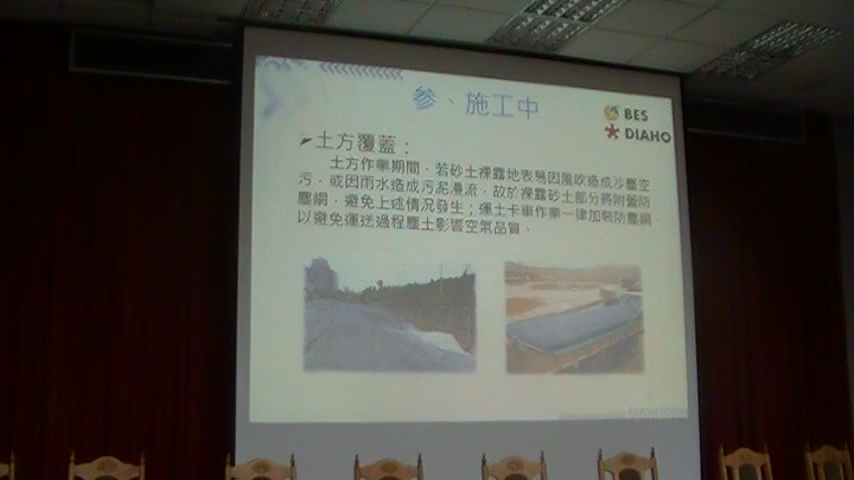 參、施工中
BES
DIAHO
土方覆蓋：
土方作業期間，若砂土裸露地表易因風吹造成沙塵空
污，或因雨水造成污泥漫流，故於裸露砂土部分將附蓋防
塵網，避免上述情況發生；運土卡車作業一律加裝防塵網，
以避免運送過程塵土影響空氣品質。